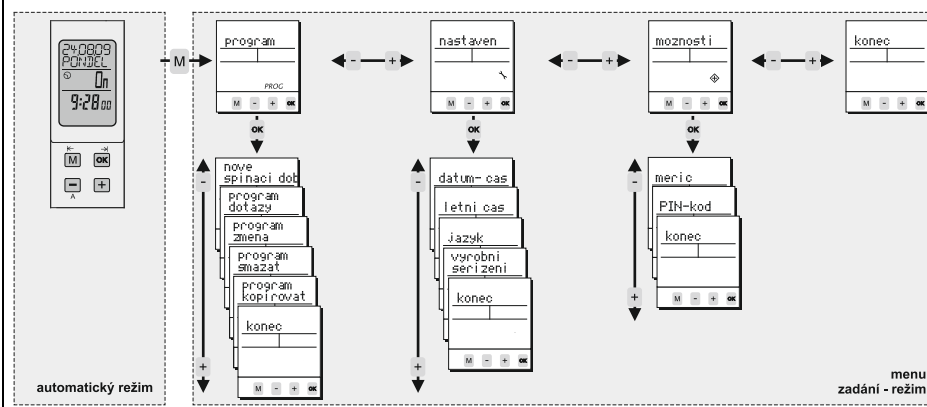 24.08.09
PONDEL
On
9:28 00
M OK
− +
A
automatický režim
M
program
PROG
M - + OK
- +
nastaven
M - + OK
- +
moznosti
M - + OK
- +
konec
M - + OK
OK
OK
OK
-
+
nove
spinaci dob
program
dotazy
program
zmena
program
smazat
program
kopirovat
konec
M - + OK
-
+
datum-cas
letni cas
jazyk
vyrobni
serizeni
konec
M - + OK
-
+
meric
PIN-kod
konec
M - + OK
menu
zadání - režim